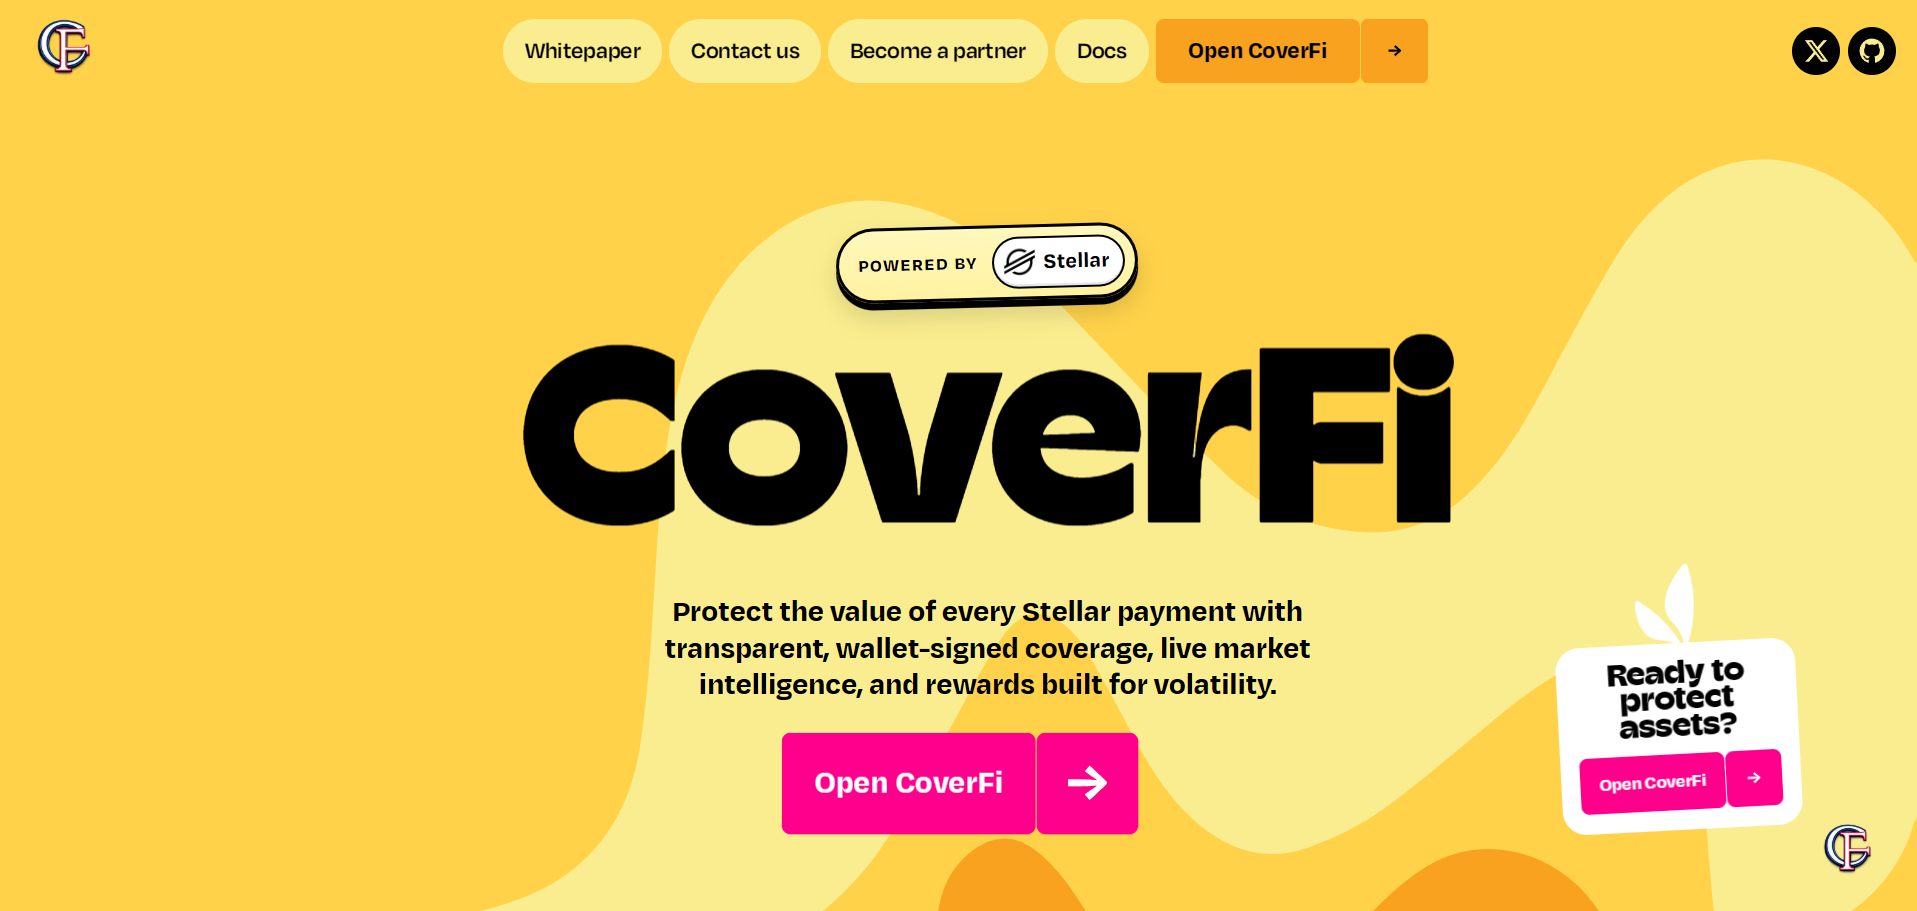 CF
Whitepaper
Contact us
Become a partner
Docs
Open CoverFi
POWERED BY Stellar
CoverFi
Protect the value of every Stellar payment with
transparent, wallet-signed coverage, live market
intelligence, and rewards built for volatility.
Open CoverFi
Ready to
protect
assets?
Open CoverFi
CF